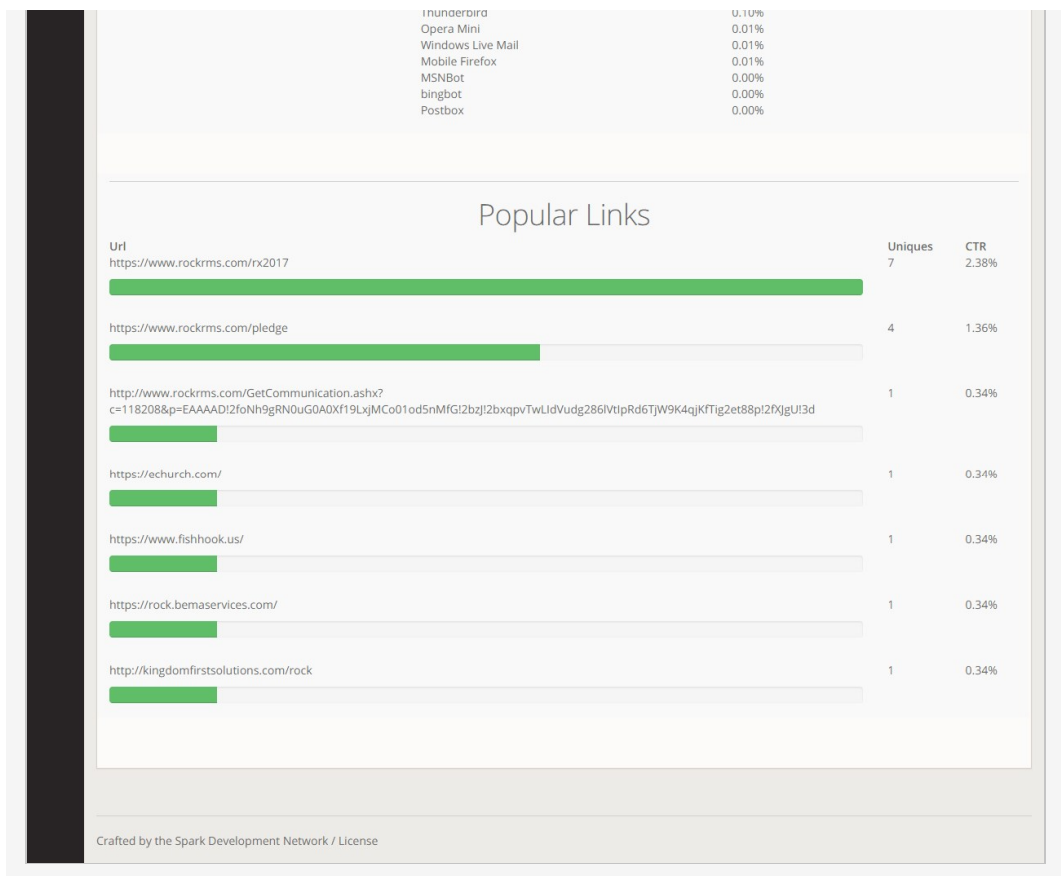 Thunderbird 0.10%
Opera Mini 0.01%
Windows Live Mail 0.01%
Mobile Firefox 0.01%
MSNBot 0.00%
bingbot 0.00%
Postbox 0.00%
Popular Links
Url Uniques CTR
https://www.rockrms.com/rx2017 7 2.38%
https://www.rockrms.com/pledge 4 1.36%
http://www.rockrms.com/GetCommunication.ashx? 1 0.34%
c=118208&p=EAAAAD!2foNh9gRN0uG0A0Xf19LxjMCo01od5nMfG!2bzJ!2bxqpvTwLIdVudg286lVtIpRd6TjW9K4qjKfTig2et88p!2fXJgU!3d
https://echurch.com/ 1 0.34%
https://www.fishhook.us/ 1 0.34%
https://rock.bemaservices.com/ 1 0.34%
http://kingdomfirstsolutions.com/rock 1 0.34%
Crafted by the Spark Development Network / License